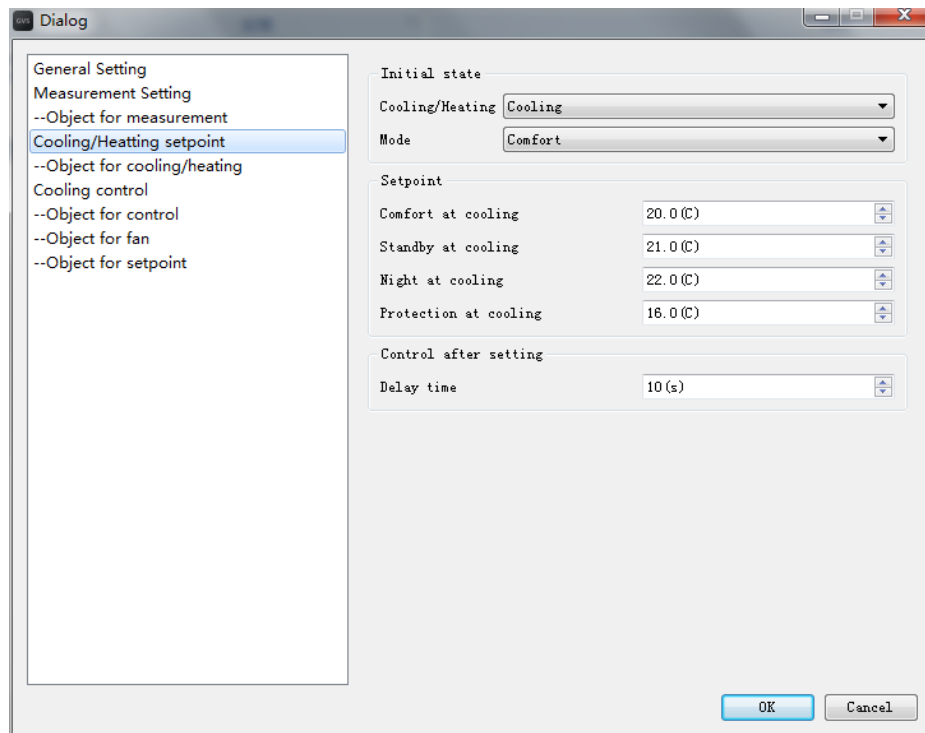 GVS Dialog
General Setting
Measurement Setting
--Object for measurement
Cooling/Heatting setpoint
--Object for cooling/heating
Cooling control
--Object for control
--Object for fan
--Object for setpoint
Initial state
Cooling/Heating Cooling
Mode Comfort
Setpoint
Comfort at cooling 20.0(C)
Standby at cooling 21.0(C)
Night at cooling 22.0(C)
Protection at cooling 16.0(C)
Control after setting
Delay time 10(s)
OK Cancel